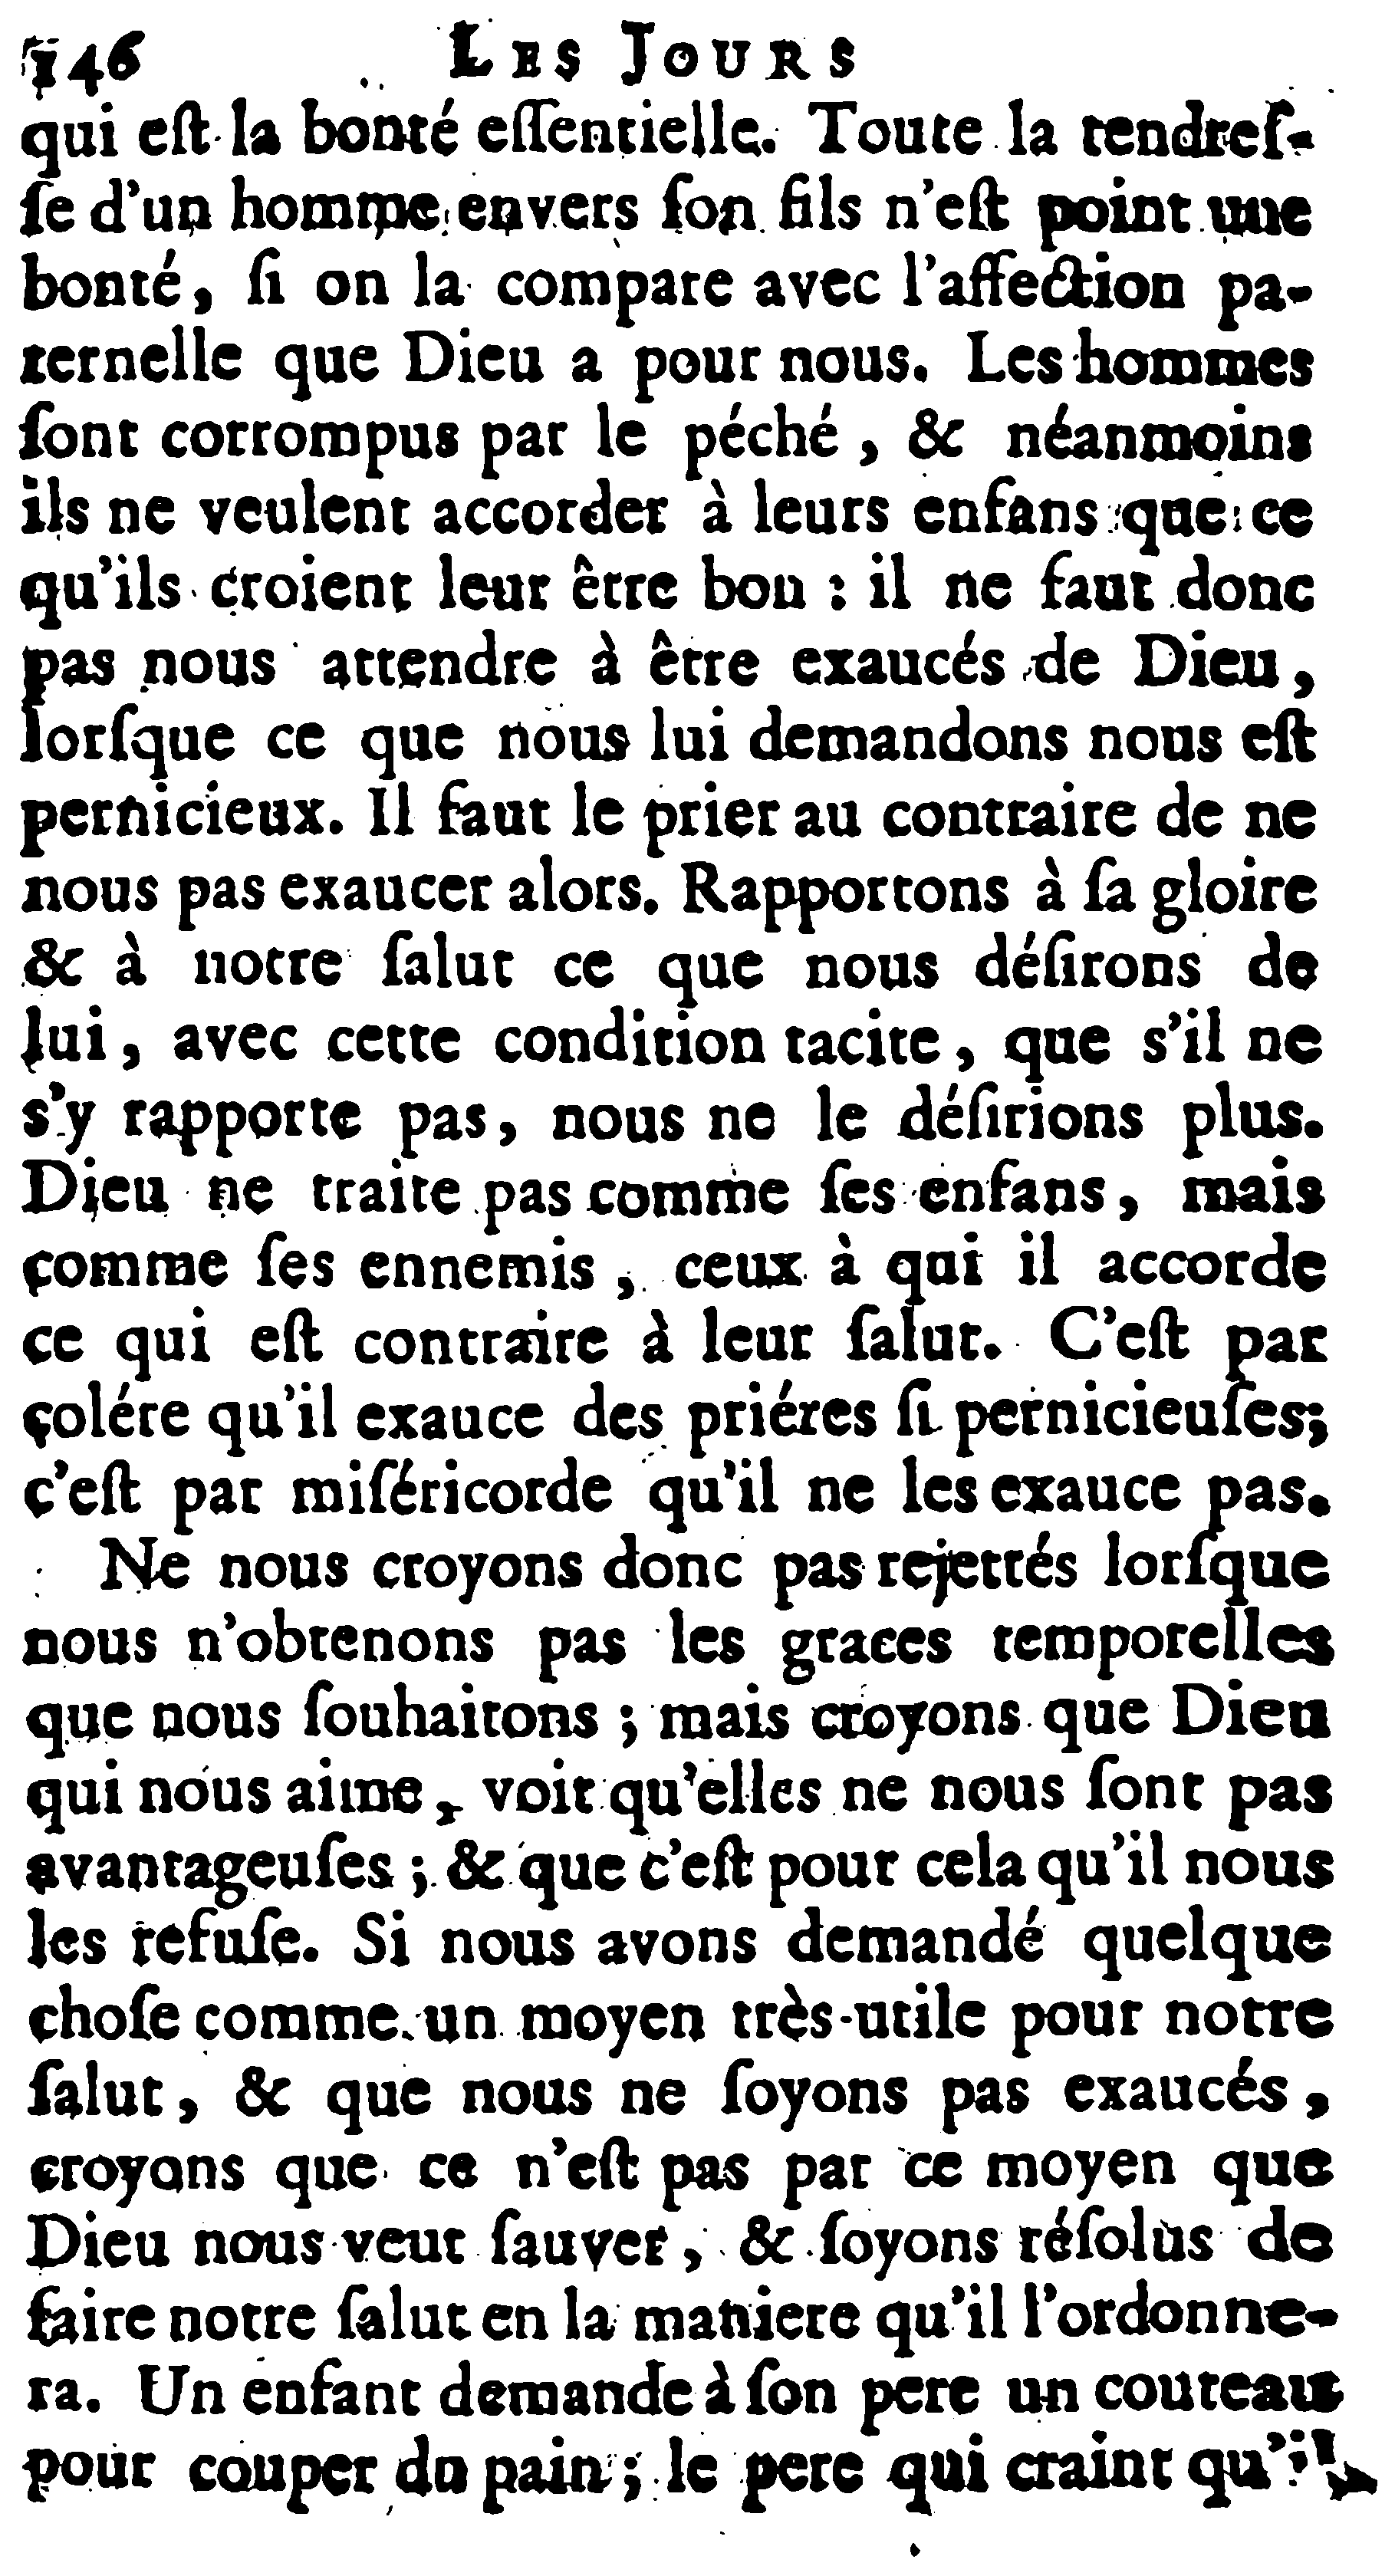 146 LES JOURS
qui eſt la bonté eſſentielle. Toute la tendreſ-
ſe d'un homme envers ſon fils n'eſt point une
bonté, ſi on la compare avec l'affection pa-
ternelle que Dieu a pour nous. Les hommes
ſont corrompus par le péché, & néanmoins
ils ne veulent accorder à leurs enfans que ce
qu'ils croient leur être bon : il ne faut donc
pas nous attendre à être exaucés de Dieu,
lorſque ce que nous lui demandons nous eſt
pernicieux. Il faut le prier au contraire de ne
nous pas exaucer alors. Rapportons à ſa gloire
& à notre ſalut ce que nous déſirons de
lui, avec cette condition tacite, que s'il ne
s'y rapporte pas, nous ne le déſirions plus.
Dieu ne traite pas comme ſes enfans, mais
comme ſes ennemis, ceux à qui il accorde
ce qui eſt contraire à leur ſalut. C'eſt par
colére qu'il exauce des priéres ſi pernicieuſes;
c'eſt par miſéricorde qu'il ne les exauce pas.
Ne nous croyons donc pas rejettés lorſque
nous n'obtenons pas les graces temporelles
que nous ſouhaitons ; mais croyons que Dieu
qui nous aime, voit qu'elles ne nous ſont pas
avantageuſes ; & que c'eſt pour cela qu'il nous
les refuſe. Si nous avons demandé quelque
choſe comme un moyen très-utile pour notre
ſalut, & que nous ne ſoyons pas exaucés,
croyons que ce n'eſt pas par ce moyen que
Dieu nous veut ſauver, & ſoyons réſolus de
faire notre ſalut en la maniere qu'il l'ordonne-
ra. Un enfant demande à ſon pere un couteau
pour couper du pain ; le pere qui craint qu'il